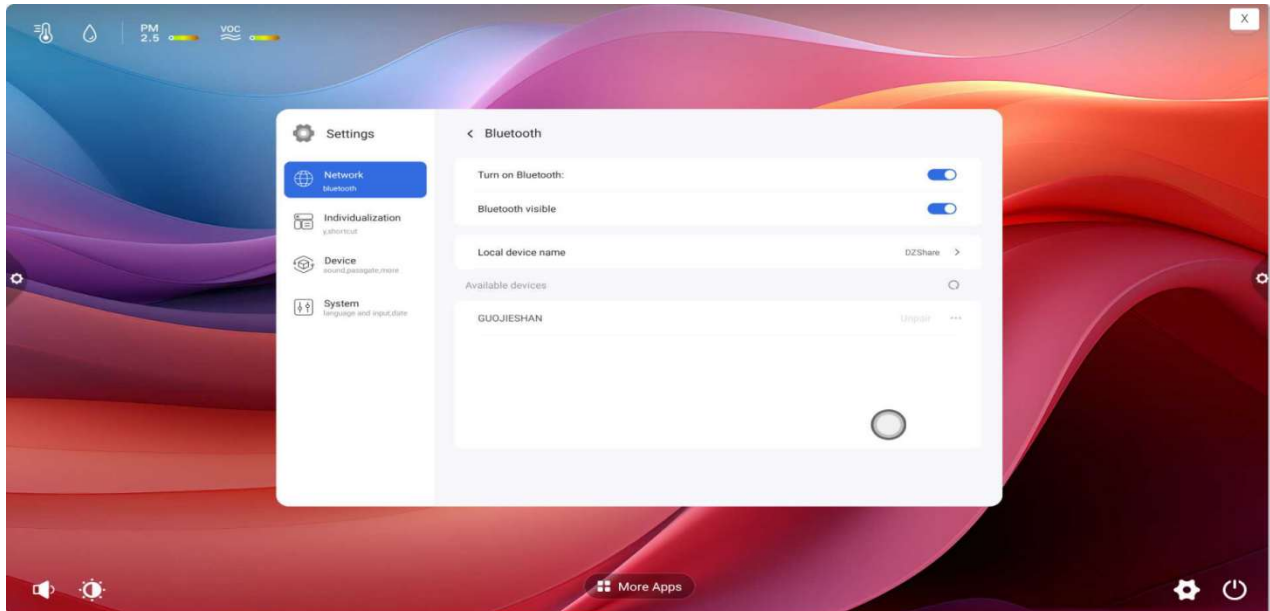 PM
2.5
VOC
X
Settings
Bluetooth
Network
bluetooth
Turn on Bluetooth:
Bluetooth visible
Individualization
y,shortcut
Local device name
DZShare
Device
sound,passgate,more
Available devices
System
language and input,date
GUOJIESHAN
Unpair
More Apps